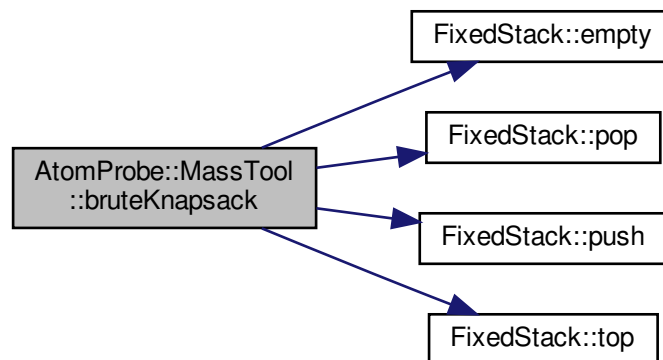 FixedStack::empty
FixedStack::pop
AtomProbe::MassTool
::bruteKnapsack
FixedStack::push
FixedStack::top